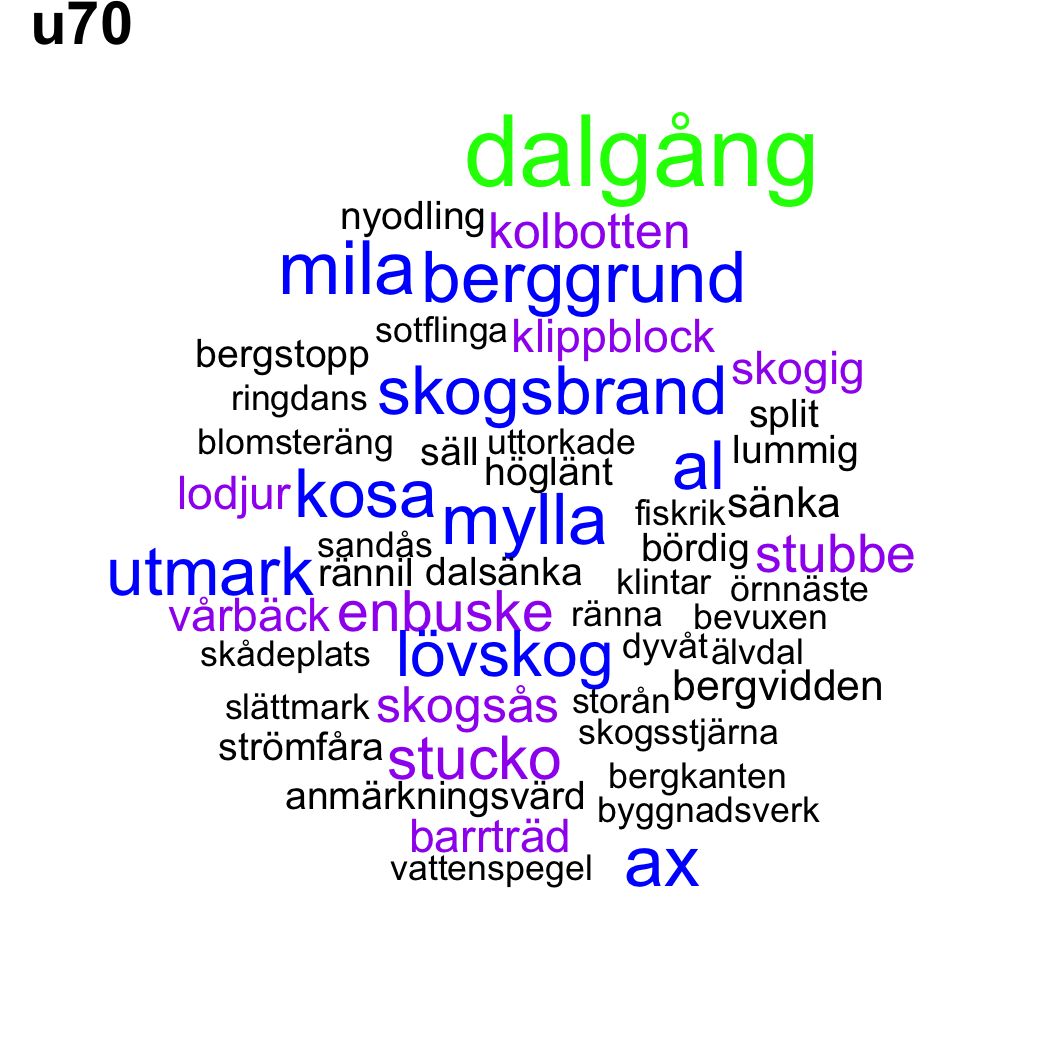 u70
dalgång
nyodling kolbotten
mila berggrund
sotflinga klippblock
bergstopp skogig
ringdans skogsbrand split
blomsteräng säll uttorkade al lummig
höglänt
lodjur kosa mylla fiskrik sänka
sandås bördig stubbe
utmark rännil dalsänka klintar örnnäste
vårbäck enbuske ränna bevuxen
skådeplats lövskog dyvåt älvdal
slättmark skogsås storån bergvidden
strömfåra stucko skogsstjärna
anmärkningsvärd bergkanten
byggnadsverk
barrträd
vattenspegel ax